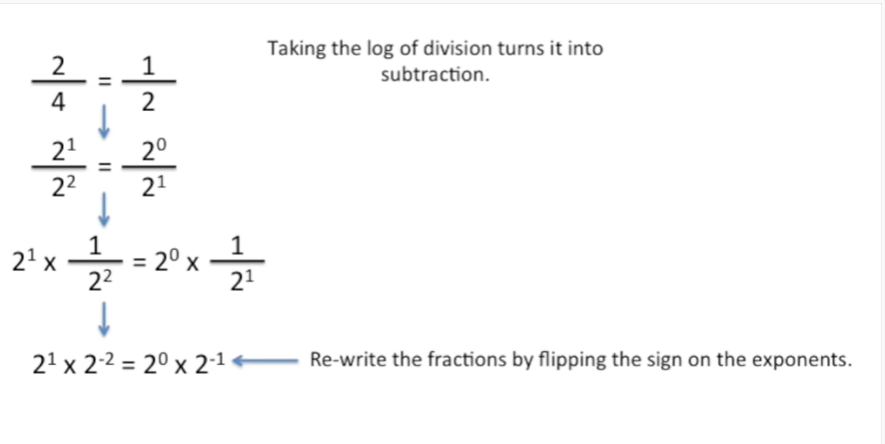 Taking the log of division turns it into
subtraction.
2/4 = 1/2
2¹/2² = 2⁰/2¹
2¹ x 1/2² = 2⁰ x 1/2¹
2¹ x 2⁻² = 2⁰ x 2⁻¹
Re-write the fractions by flipping the sign on the exponents.